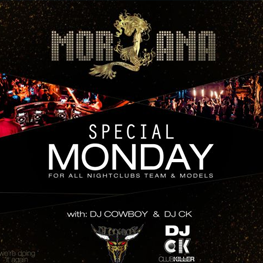 MORGANA
SPECIAL
MONDAY
FOR ALL NIGHTCLUBS TEAM & MODELS
with: DJ COWBOY & DJ CK
DJ
CK
CLUBKILLER